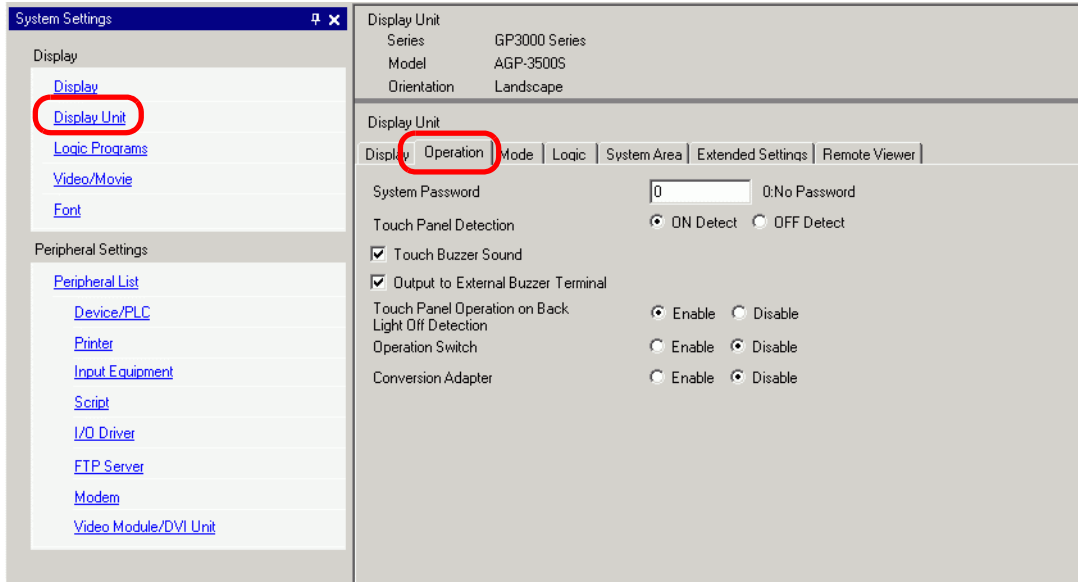 System Settings
Display
Display
Display Unit
Logic Programs
Video/Movie
Font
Peripheral Settings
Peripheral List
Device/PLC
Printer
Input Equipment
Script
I/O Driver
FTP Server
Modem
Video Module/DVI Unit
Display Unit
Series GP3000 Series
Model AGP-3500S
Orientation Landscape
Display Unit
Display Operation Mode Logic System Area Extended Settings Remote Viewer
System Password 0 0:No Password
Touch Panel Detection ON Detect OFF Detect
Touch Buzzer Sound
Output to External Buzzer Terminal
Touch Panel Operation on Back
Light Off Detection Enable Disable
Operation Switch Enable Disable
Conversion Adapter Enable Disable